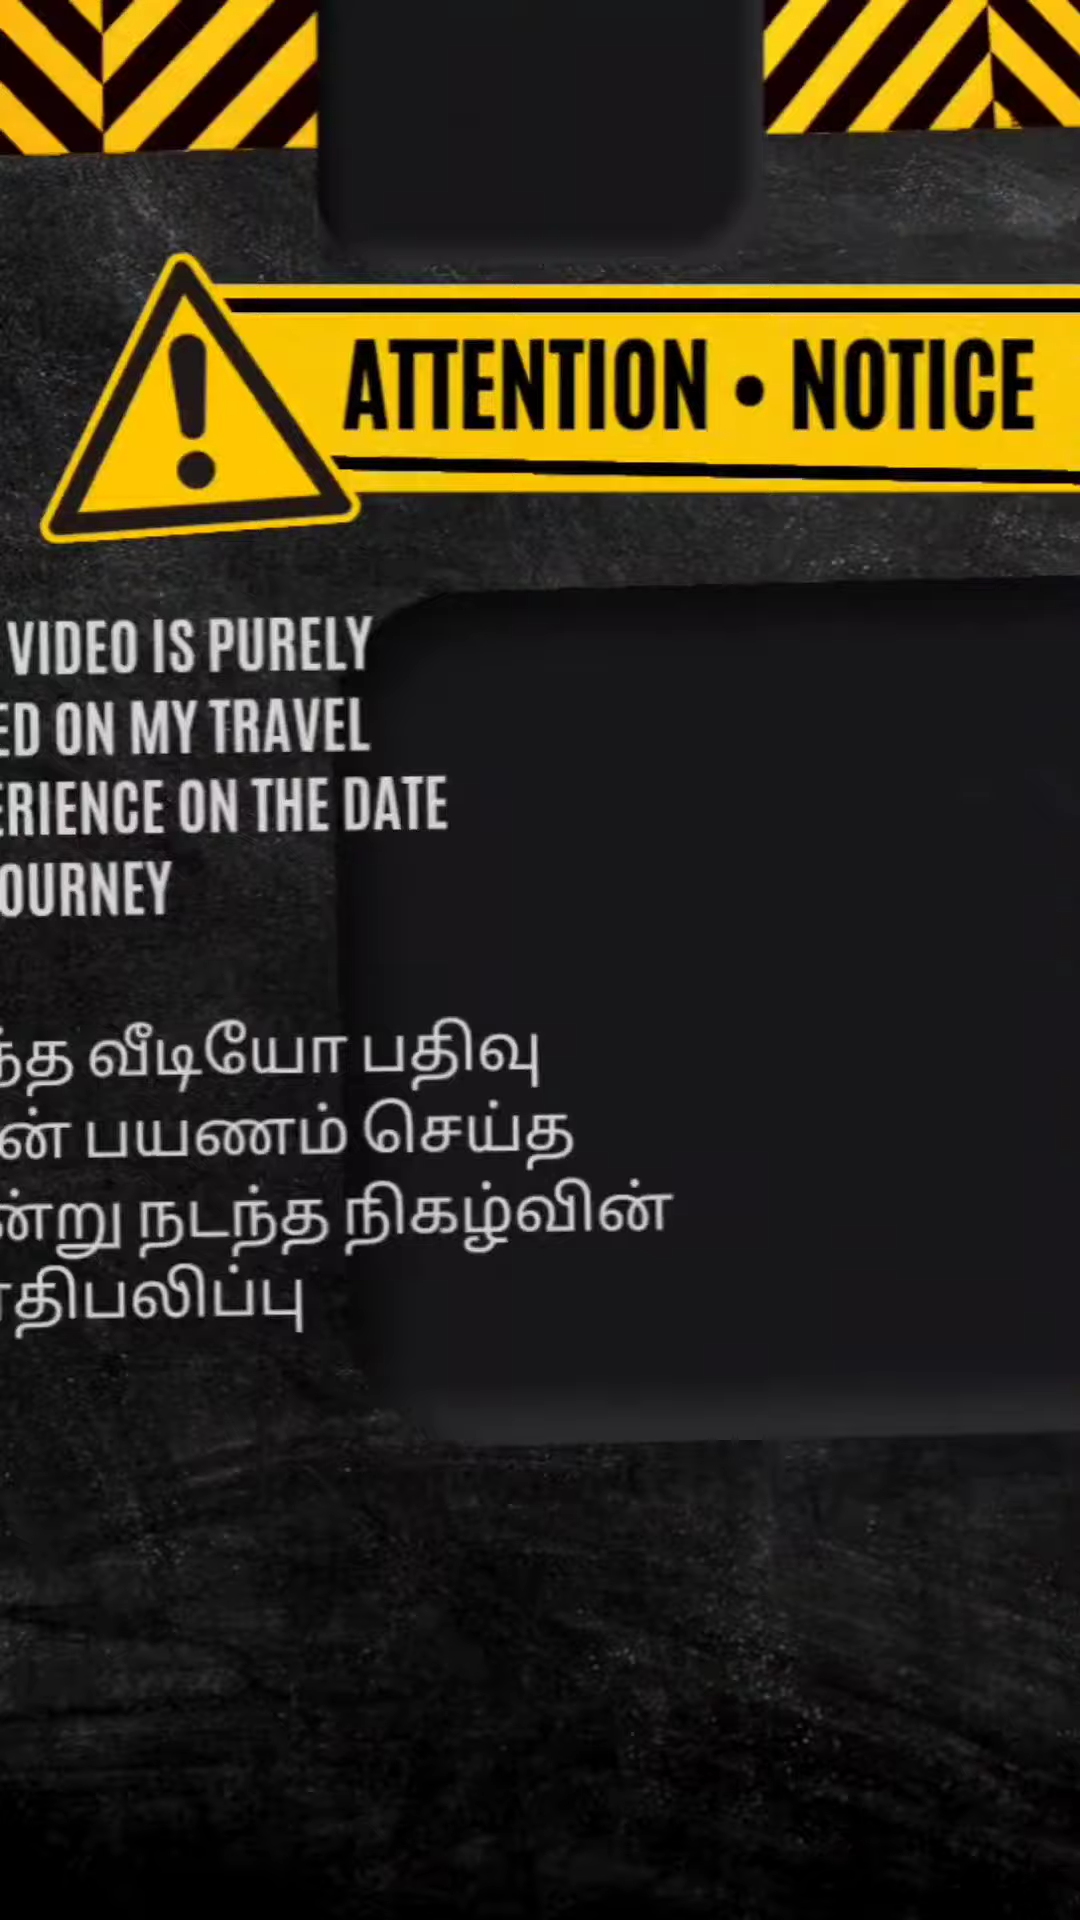 ATTENTION • NOTICE
VIDEO IS PURELY
ED ON MY TRAVEL
ERIENCE ON THE DATE
OURNEY
ந்த வீடியோ பதிவு
ன் பயணம் செய்த
ன்று நடந்த நிகழ்வின்
திபலிப்பு